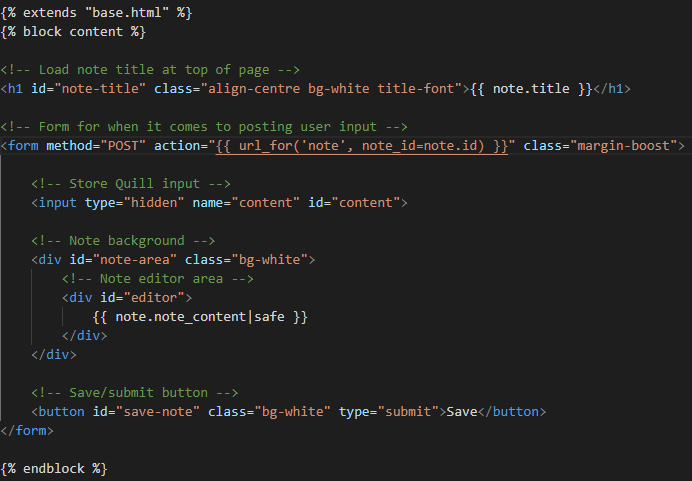 {% extends "base.html" %}
{% block content %}
<!-- Load note title at top of page -->
<h1 id="note-title" class="align-centre bg-white title-font">{{ note.title }}</h1>
<!-- Form for when it comes to posting user input -->
<form method="POST" action="{{ url_for('note', note_id=note.id) }}" class="margin-boost">
<!-- Store Quill input -->
<input type="hidden" name="content" id="content">
<!-- Note background -->
<div id="note-area" class="bg-white">
<!-- Note editor area -->
<div id="editor">
{{ note.note_content|safe }}
</div>
</div>
<!-- Save/submit button -->
<button id="save-note" class="bg-white" type="submit">Save</button>
</form>
{% endblock %}